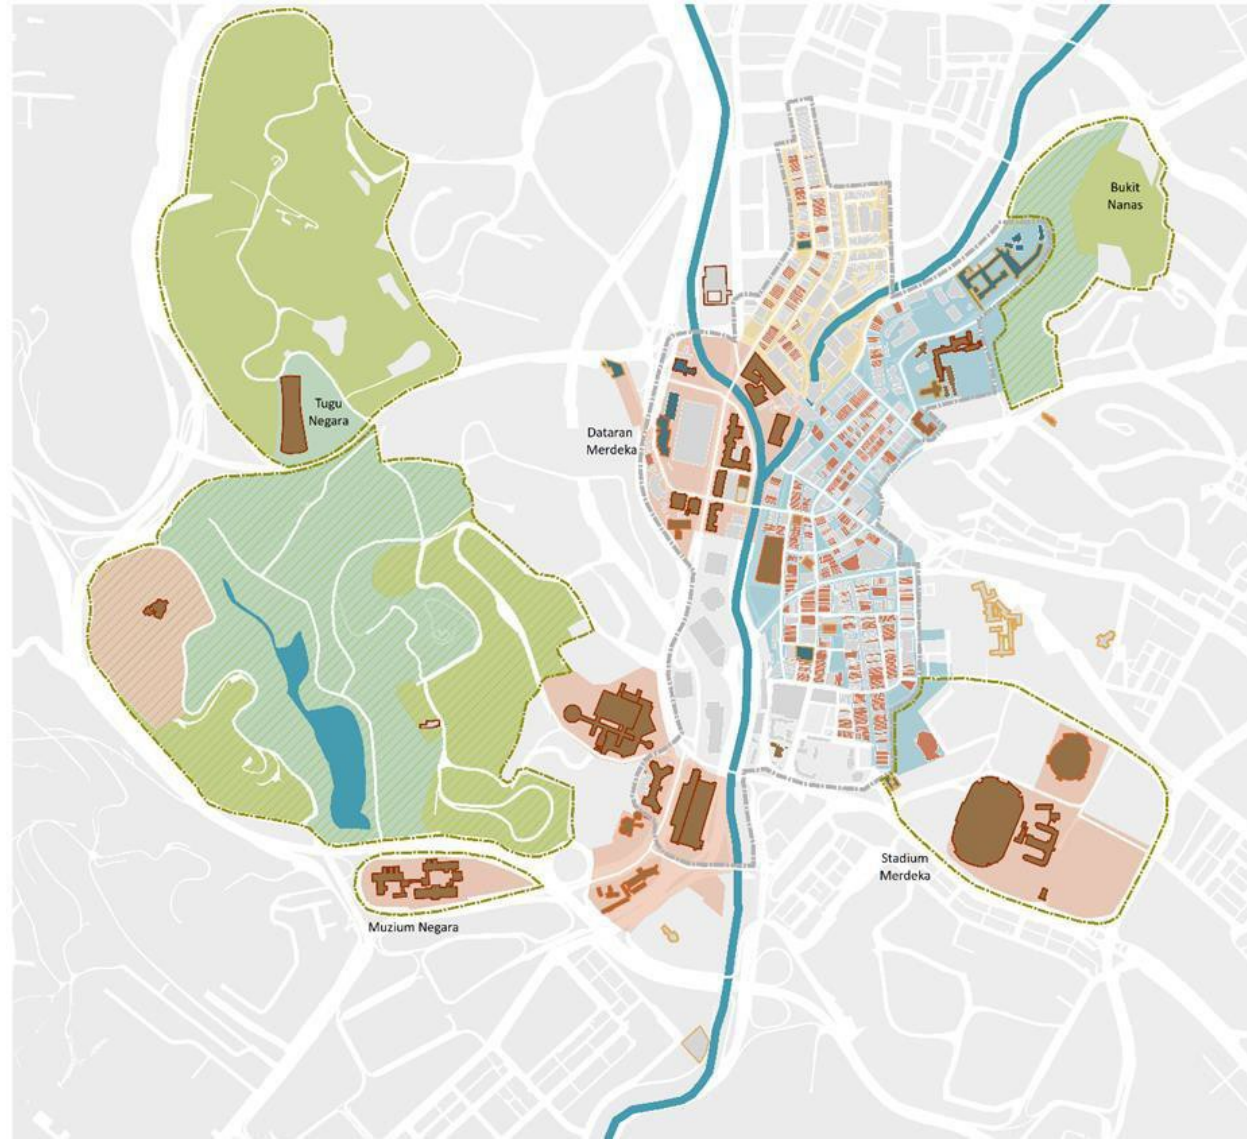 Bukit
Nanas
Tugu
Negara
Dataran
Merdeka
Stadium
Merdeka
Muzium Negara